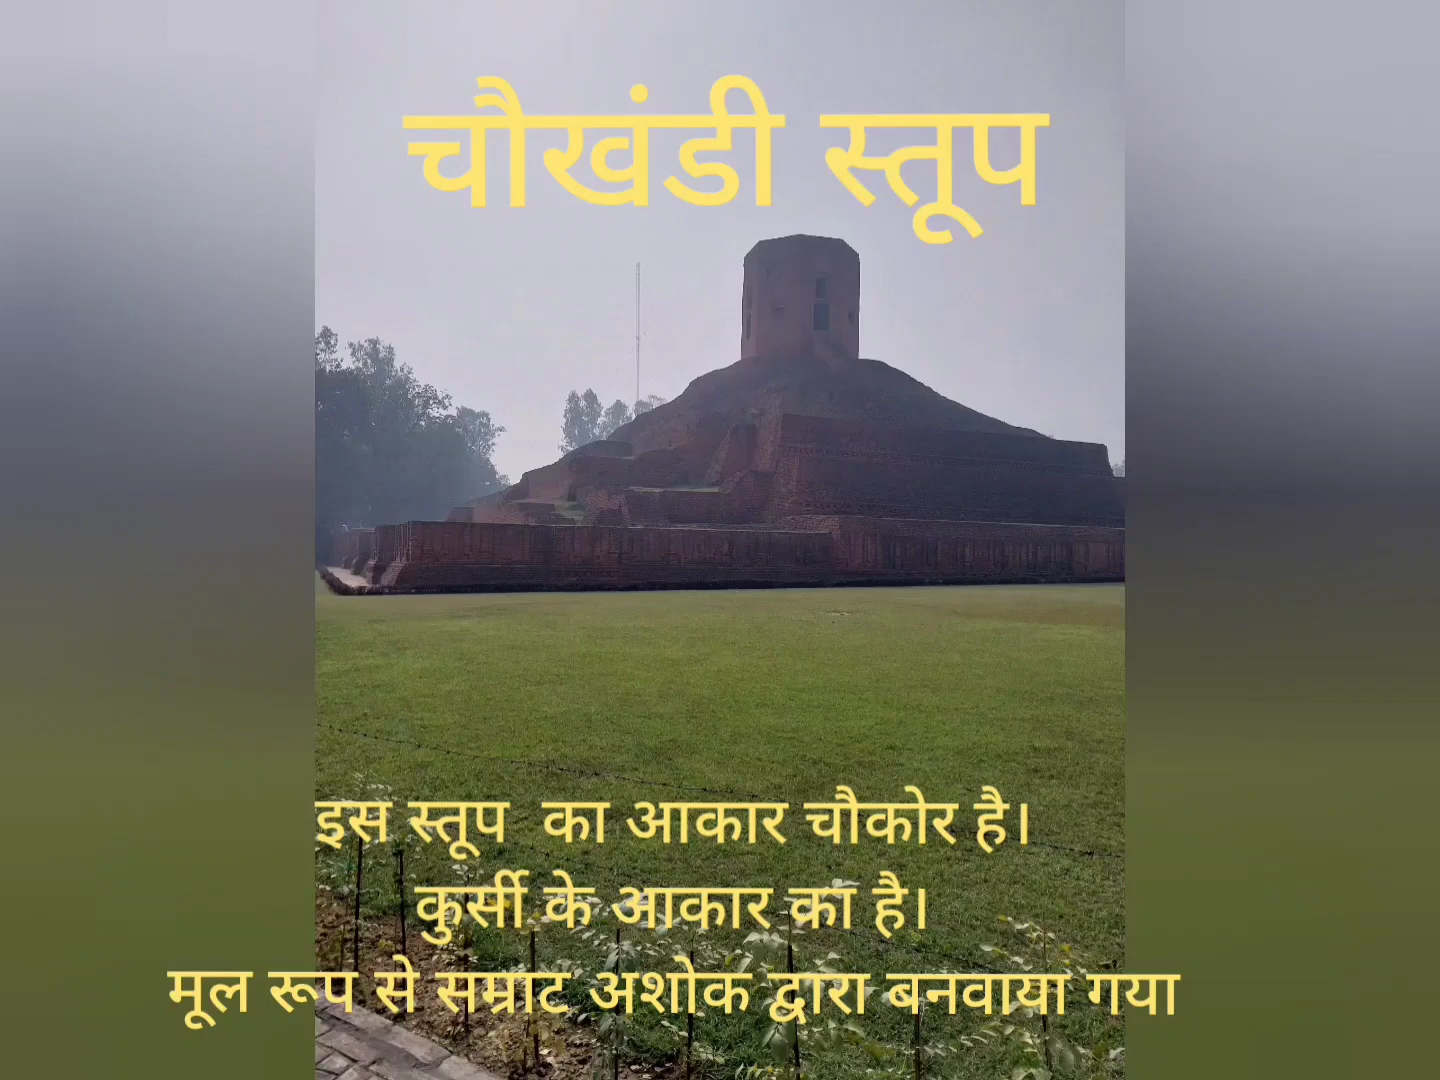 चौखंडी स्तूप
इस स्तूप का आकार चौकोर है।
कुर्सी के आकार का है।
मूल रूप से सम्राट अशोक द्वारा बनवाया गया